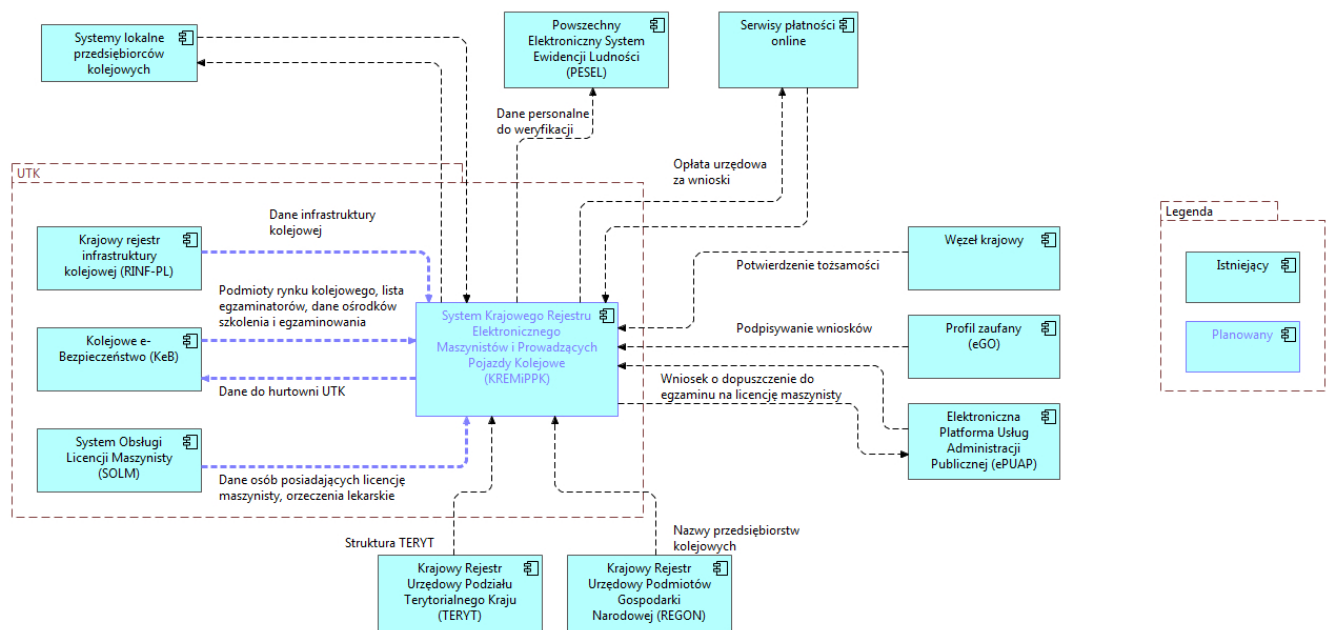 Systemy lokalne
przedsiębiorców
kolejowych
Powszechny
Elektroniczny System
Ewidencji Ludności
(PESEL)
Serwisy płatności
online
Dane personalne
do weryfikacji
Opłata urzędowa
za wnioski
UTK
Dane infrastruktury
kolejowej
Krajowy rejestr
infrastruktury
kolejowej (RINF-PL)
Podmioty rynku kolejowego, lista
egzaminatorów, dane ośrodków
szkolenia i egzaminowania
Kolejowe e-
Bezpieczeństwo (KeB)
Dane do hurtowni UTK
System Obsługi
Licencji Maszynisty
(SOLM)
Dane osób posiadających licencję
maszynisty, orzeczenia lekarskie
System Krajowego Rejestru
Elektronicznego
Maszynistów i Prowadzących
Pojazdy Kolejowe
(KREMiPPK)
Węzeł krajowy
Potwierdzenie tożsamości
Profil zaufany
(eGO)
Podpisywanie wniosków
Wniosek o dopuszczenie do
egzaminu na licencję maszynisty
Elektroniczna
Platforma Usług
Administracji
Publicznej (ePUAP)
Legenda
Istniejący
Planowany
Struktura TERYT
Nazwy przedsiębiorstw
kolejowych
Krajowy Rejestr
Urzędowy Podziału
Terytorialnego Kraju
(TERYT)
Krajowy Rejestr
Urzędowy Podmiotów
Gospodarki
Narodowej (REGON)